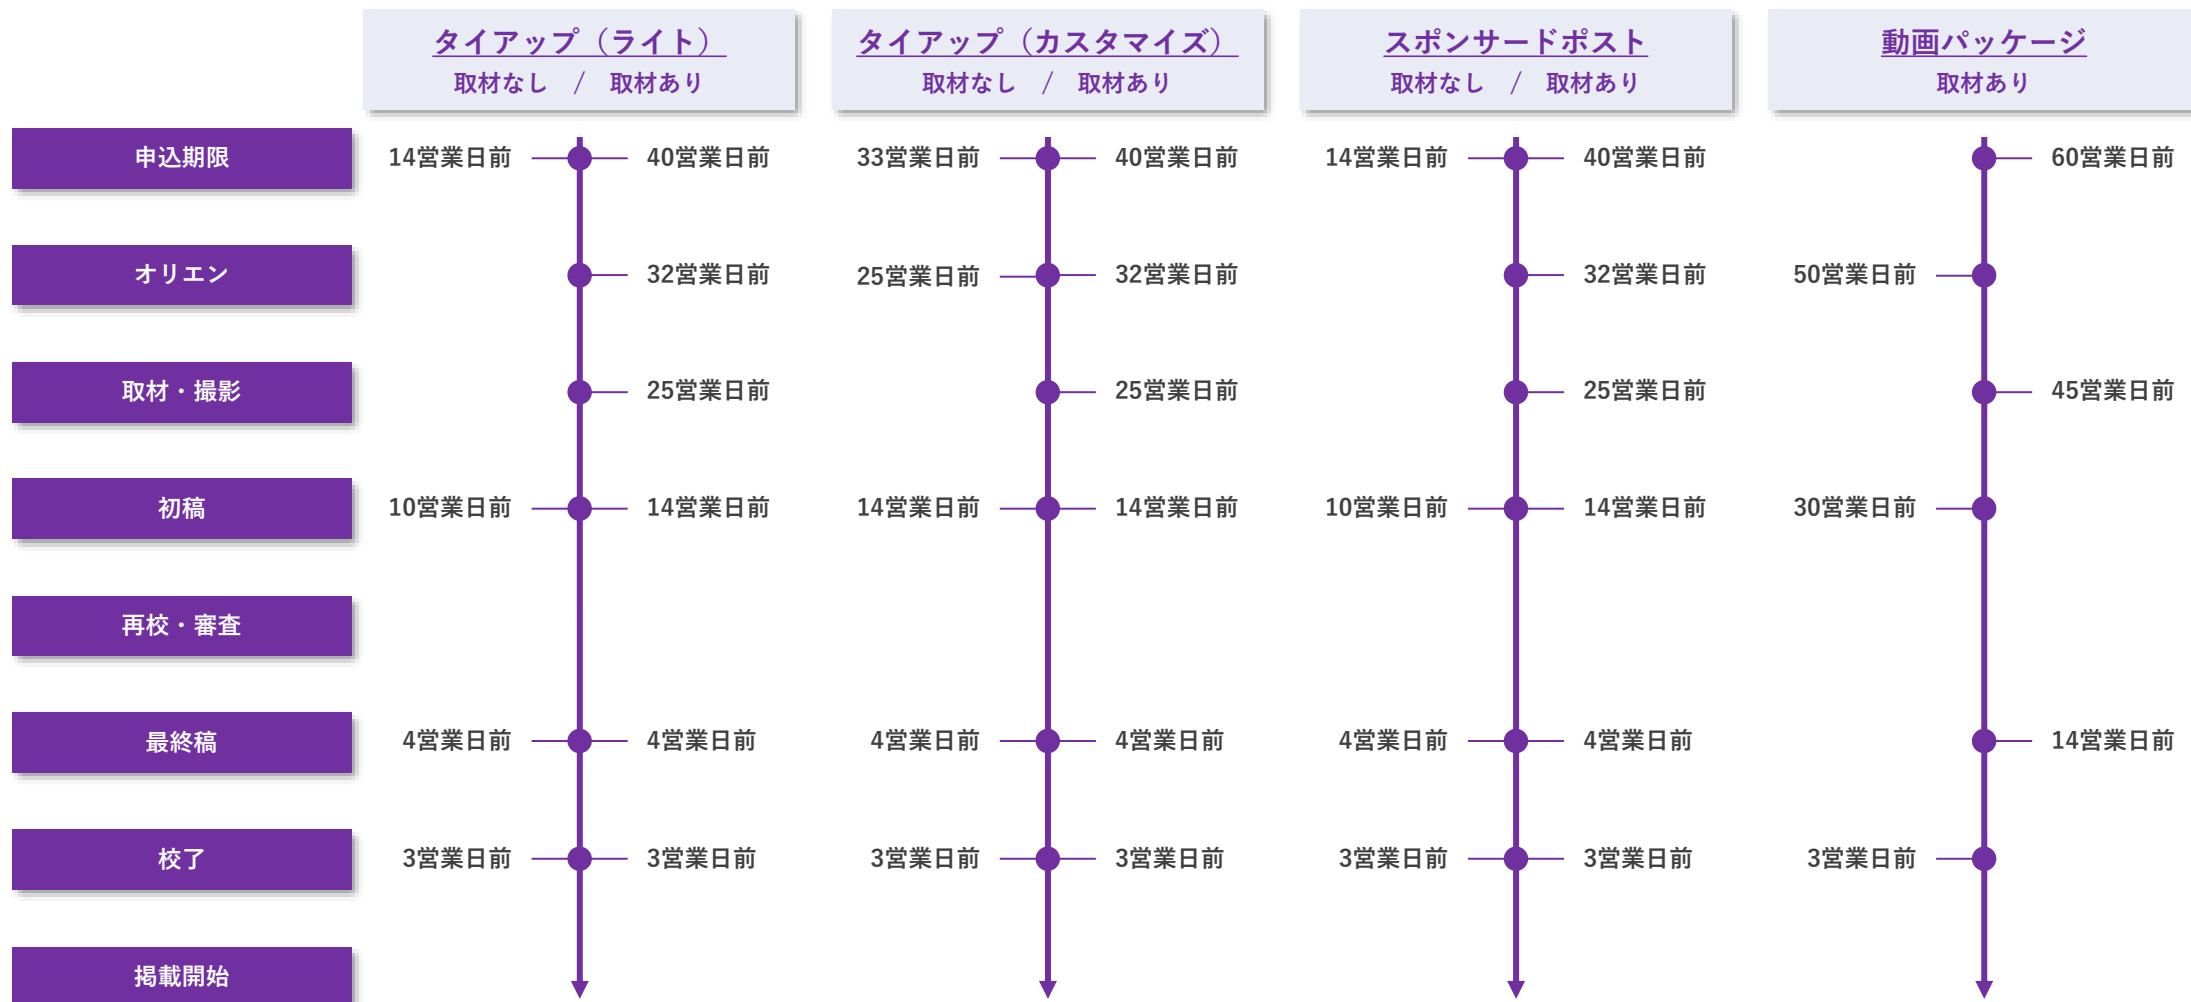 タイアップ（ライト）
取材なし / 取材あり
タイアップ（カスタマイズ）
取材なし / 取材あり
スポンサードポスト
取材なし / 取材あり
動画パッケージ
取材あり
申込期限
14営業日前 40営業日前 33営業日前 40営業日前 14営業日前 40営業日前 60営業日前
オリエン
32営業日前 25営業日前 32営業日前 32営業日前 50営業日前
取材・撮影
25営業日前 25営業日前 25営業日前 45営業日前
初稿
10営業日前 14営業日前 14営業日前 14営業日前 10営業日前 14営業日前 30営業日前
再校・審査
最終稿
4営業日前 4営業日前 4営業日前 4営業日前 4営業日前 4営業日前 14営業日前
校了
3営業日前 3営業日前 3営業日前 3営業日前 3営業日前 3営業日前 3営業日前
掲載開始